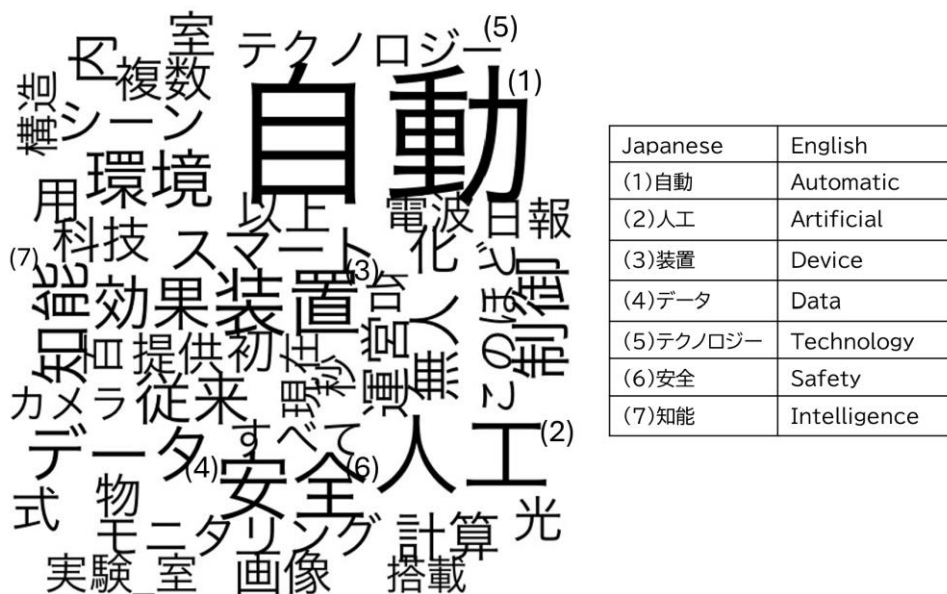 室
テクノロジー
(5)
内
複数
自動
(1)
構造
シーン
環境
用
以上
電波
日報
科技
スマート
化
(7)
知能
効果
装置
(3)
台
このほど
制御
百
提供
初
現在
秒
運営
無人
カメラ
従来
データ
(4)
すべて
安全
(6)
人工
(2)
式
物
モニタリング
計算
光
実験_室
画像
搭載
Japanese English
(1)自動 Automatic
(2)人工 Artificial
(3)装置 Device
(4)データ Data
(5)テクノロジー Technology
(6)安全 Safety
(7)知能 Intelligence